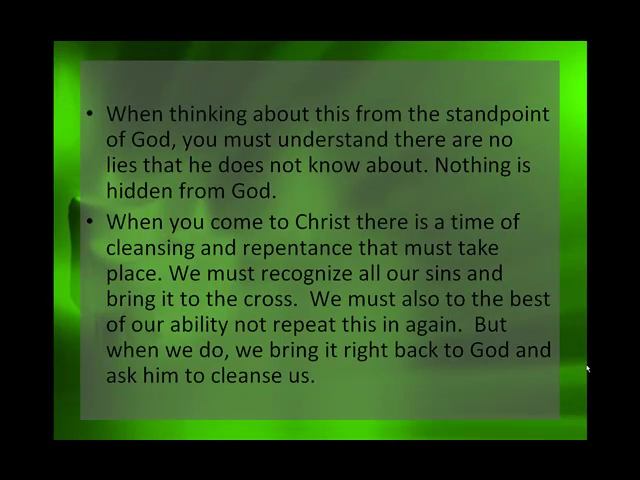 • When thinking about this from the standpoint
of God, you must understand there are no
lies that he does not know about. Nothing is
hidden from God.
• When you come to Christ there is a time of
cleansing and repentance that must take
place. We must recognize all our sins and
bring it to the cross.  We must also to the best
of our ability not repeat this in again.  But
when we do, we bring it right back to God and
ask him to cleanse us.